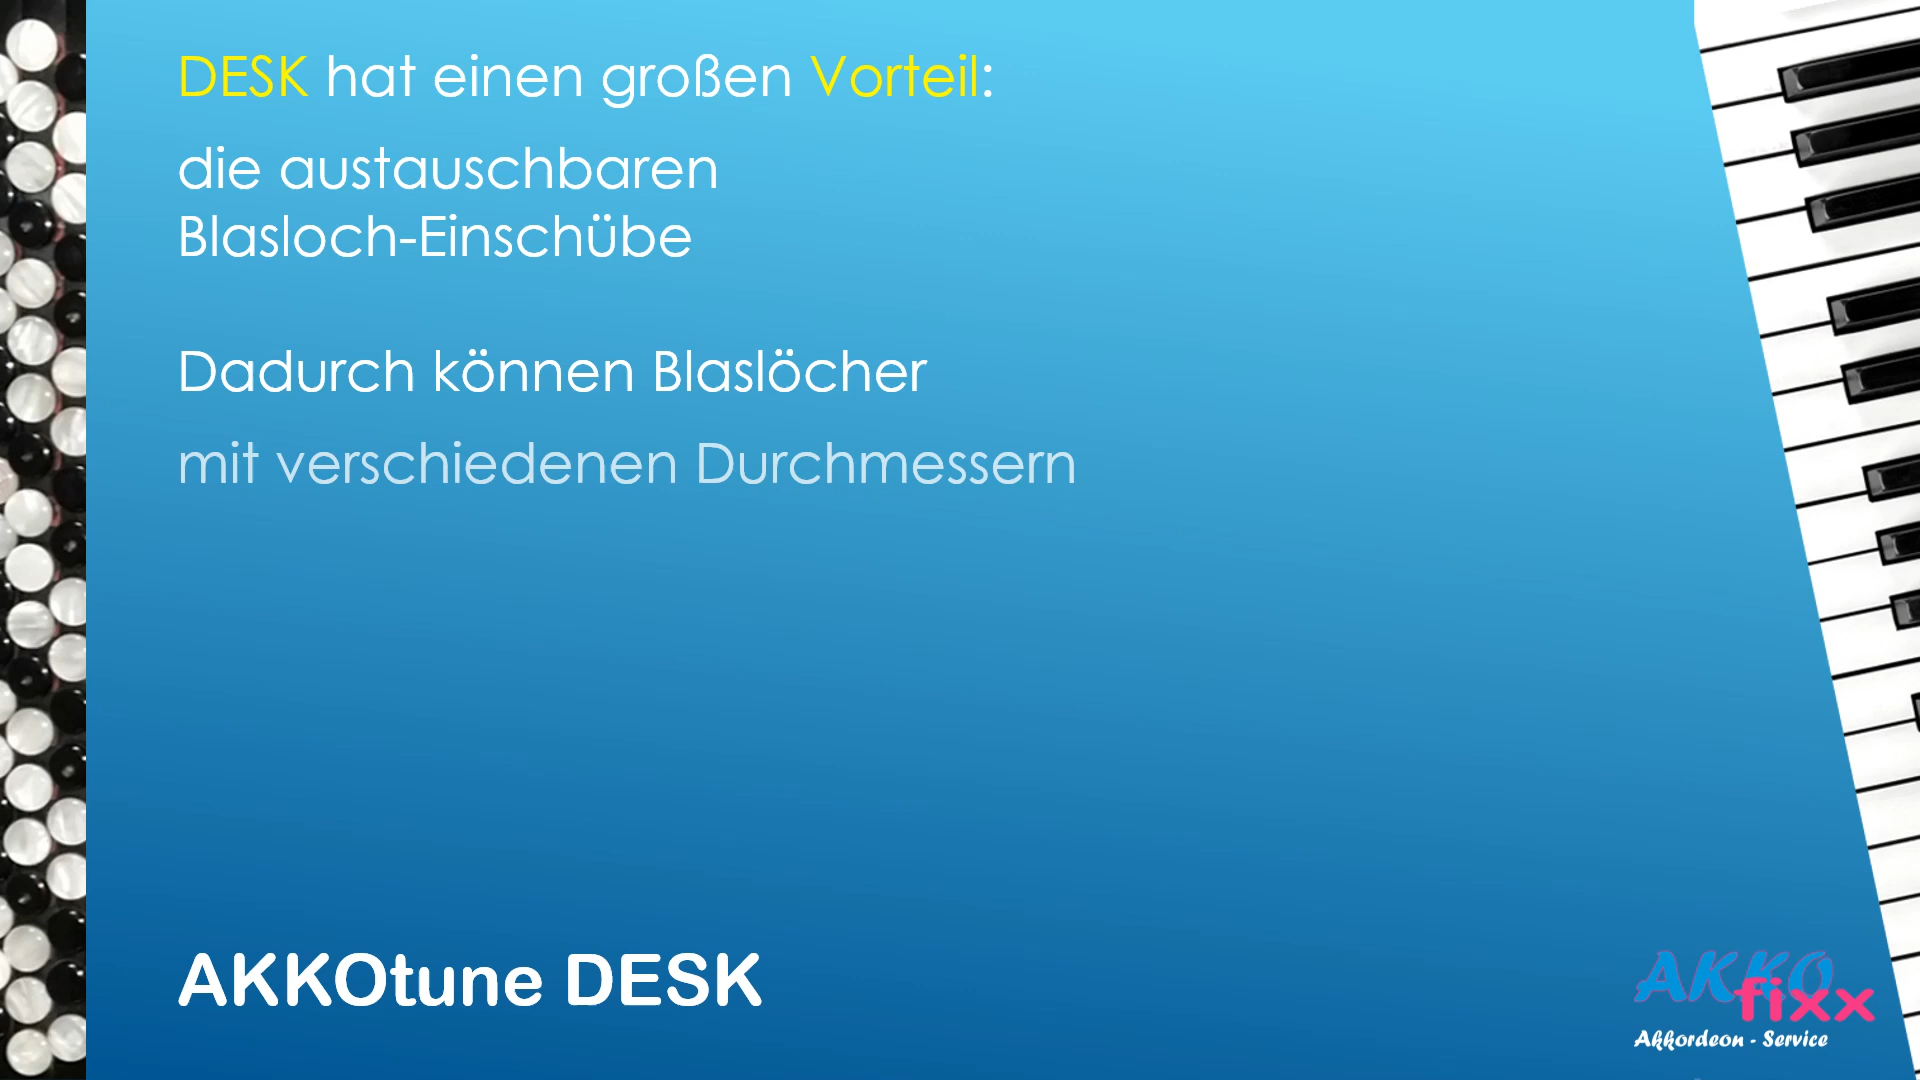 DESK hat einen großen Vorteil:
die austauschbaren
Blasloch-Einschübe
Dadurch können Blaslöcher
mit verschiedenen Durchmessern
AKKOtune DESK
AKKO
fixx
Akkordeon - Service